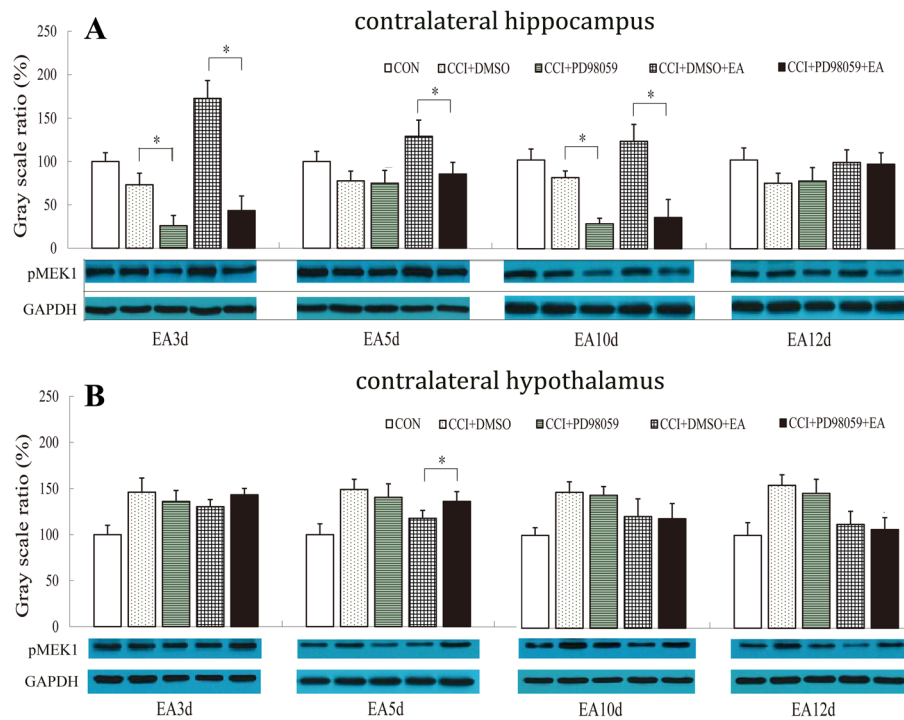 A
contralateral hippocampus
Gray scale ratio (%)
250
200
150
100
50
0
CON CCI+DMSO CCI+PD98059 CCI+DMSO+EA CCI+PD98059+EA
*
*
*
*
*
pMEK1
GAPDH
EA3d EA5d EA10d EA12d
B
contralateral hypothalamus
Gray scale ratio (%)
250
200
150
100
50
0
CON CCI+DMSO CCI+PD98059 CCI+DMSO+EA CCI+PD98059+EA
*
pMEK1
GAPDH
EA3d EA5d EA10d EA12d